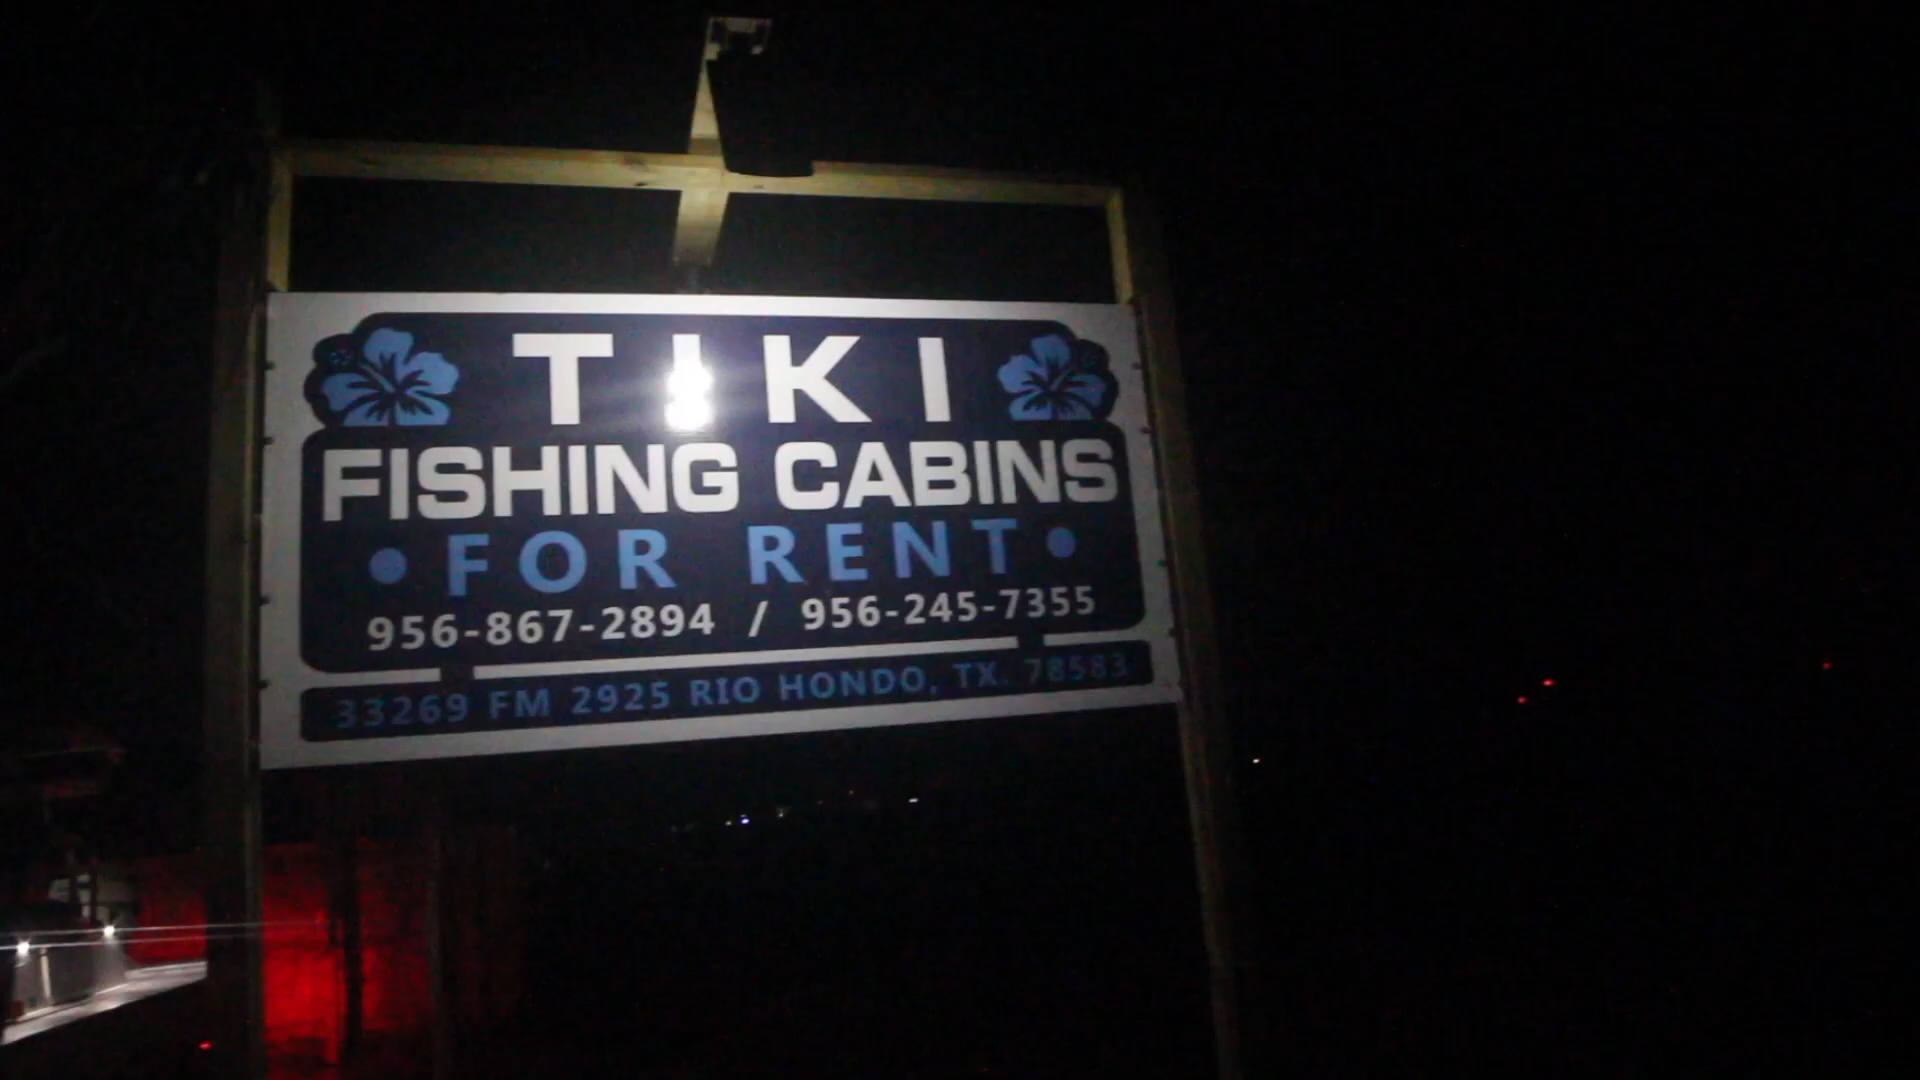 TIKI
FISHING CABINS
• FOR RENT •
956-867-2894 / 956-245-7355
33269 FM 2925 RIO HONDO, TX. 78583